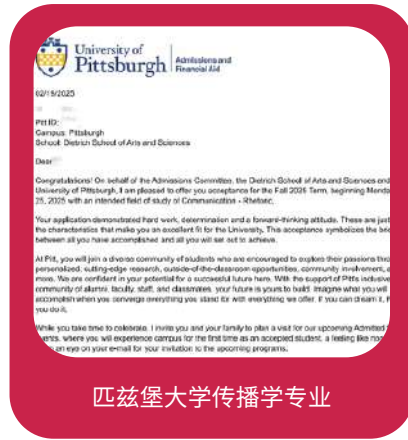 University of
Pittsburgh
Admissions and
Financial Aid
02/19/2025
Pitt ID:
Campus: Pittsburgh
School: Dietrich School of Arts and Sciences
Dear
Congratulations! On behalf of the Admissions Committee, the Dietrich School of Arts and Sciences and
University of Pittsburgh, I am pleased to offer you acceptance for the Fall 2025 Term, beginning Monda
25, 2025 with an intended field of study of Communication - Rhetoric.
Your application demonstrated hard work, determination and a forward-thinking attitude. These are just
the characteristics that make you an excellent fit for the University. This acceptance symbolizes the bri
between all you have accomplished and all you will set out to achieve.
At Pitt, you will join a diverse community of students who are encouraged to explore their passions thro
personalized, cutting-edge research, outside-of-the-classroom opportunities, community involvement, a
more. We are confident in your potential for a successful future here. With the support of Pitt's inclusive
community of alumni, faculty, staff, and classmates, your future is yours to build. Imagine what you will
accomplish when you converge everything you stand for with everything we offer. If you can dream it,
you do it.
While you take time to celebrate, I invite you and your family to plan a visit for our upcoming Admitted
vents, where you will experience campus for the first time as an accepted student, a feeling like no
an eye on your e-mail for your invitation to the upcoming programs.
匹兹堡大学传播学专业